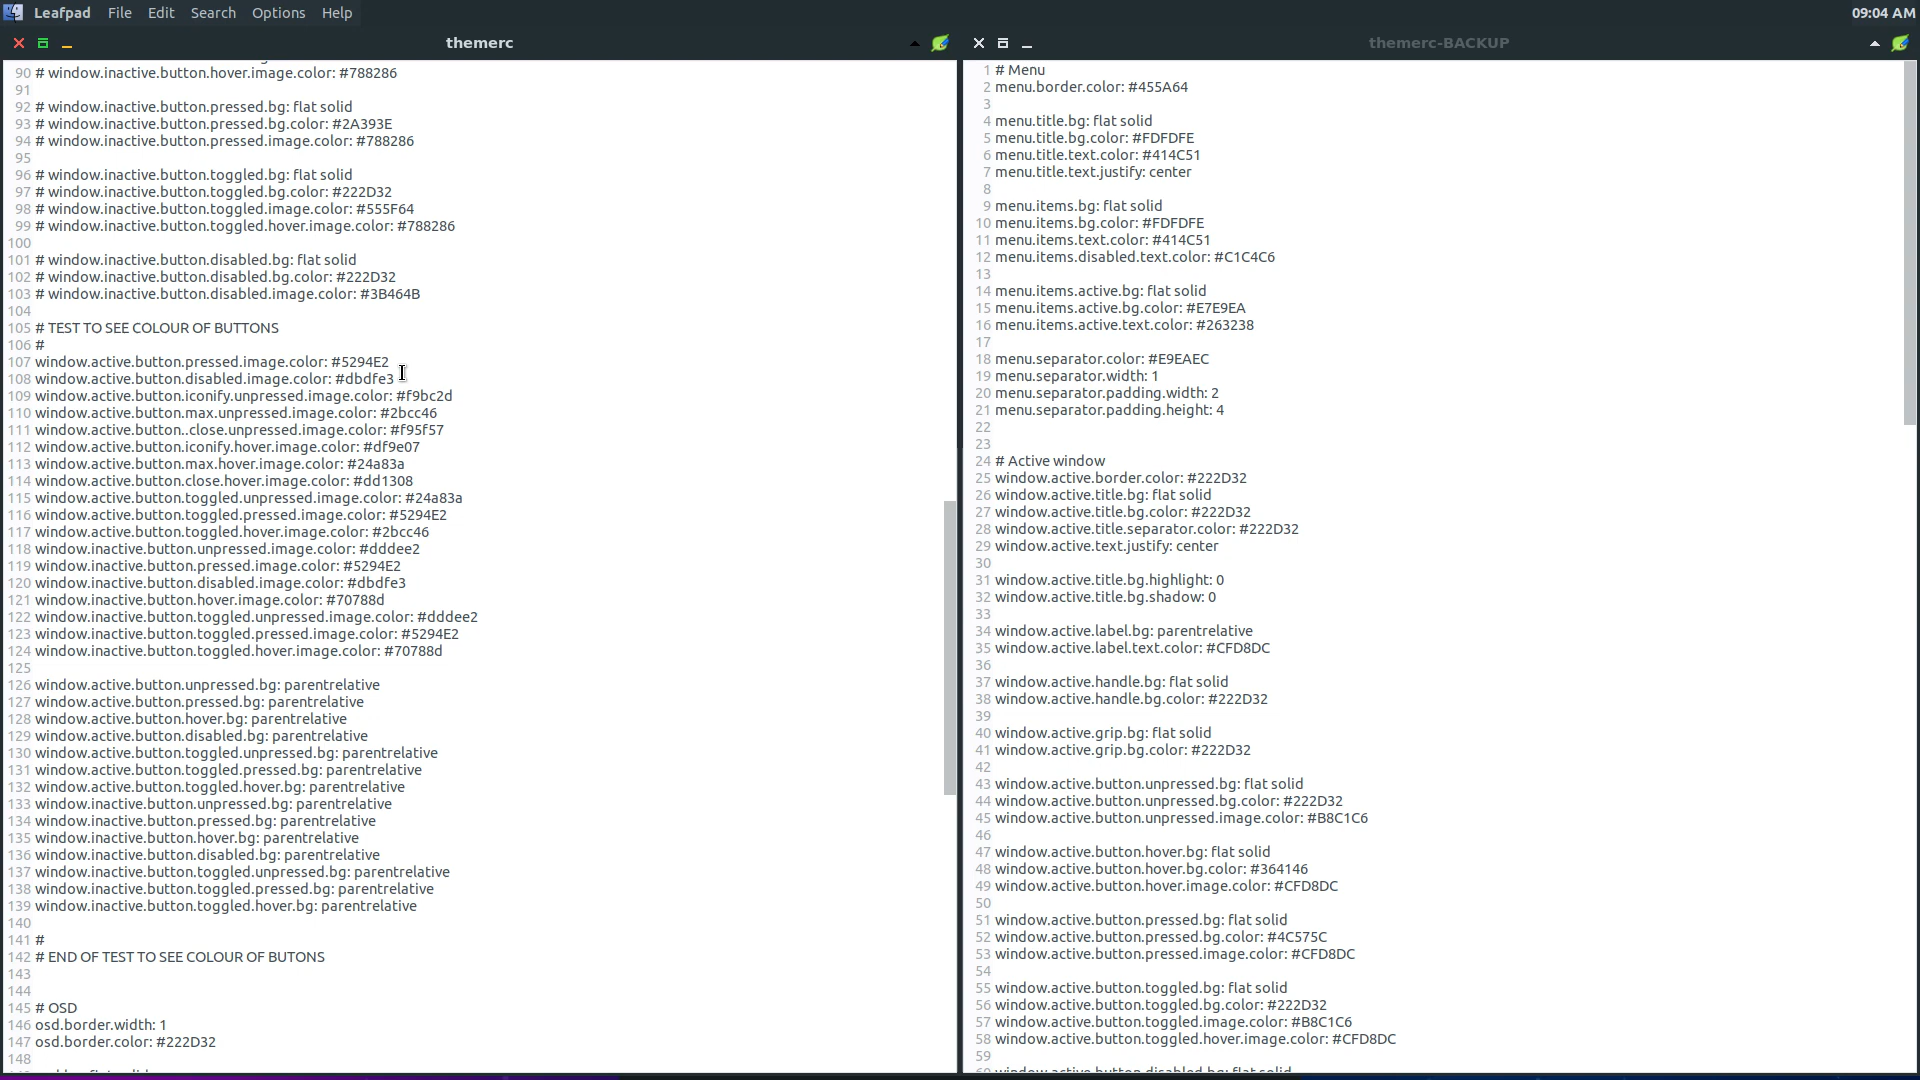 Leafpad File Edit Search Options Help 09:04 AM
themerc
90 # window.inactive.button.hover.image.color: #788286
91
92 # window.inactive.button.pressed.bg: flat solid
93 # window.inactive.button.pressed.bg.color: #2A393E
94 # window.inactive.button.pressed.image.color: #788286
95
96 # window.inactive.button.toggled.bg: flat solid
97 # window.inactive.button.toggled.bg.color: #222D32
98 # window.inactive.button.toggled.image.color: #555F64
99 # window.inactive.button.toggled.hover.image.color: #788286
100
101 # window.inactive.button.disabled.bg: flat solid
102 # window.inactive.button.disabled.bg.color: #222D32
103 # window.inactive.button.disabled.image.color: #3B464B
104
105 # TEST TO SEE COLOUR OF BUTTONS
106 #
107 window.active.button.pressed.image.color: #5294E2
108 window.active.button.disabled.image.color: #dbdfe3
109 window.active.button.iconify.unpressed.image.color: #f9bc2d
110 window.active.button.max.unpressed.image.color: #2bcc46
111 window.active.button..close.unpressed.image.color: #f95f57
112 window.active.button.iconify.hover.image.color: #df9e07
113 window.active.button.max.hover.image.color: #24a83a
114 window.active.button.close.hover.image.color: #dd1308
115 window.active.button.toggled.unpressed.image.color: #24a83a
116 window.active.button.toggled.pressed.image.color: #5294E2
117 window.active.button.toggled.hover.image.color: #2bcc46
118 window.inactive.button.unpressed.image.color: #dddee2
119 window.inactive.button.pressed.image.color: #5294E2
120 window.inactive.button.disabled.image.color: #dbdfe3
121 window.inactive.button.hover.image.color: #70788d
122 window.inactive.button.toggled.unpressed.image.color: #dddee2
123 window.inactive.button.toggled.pressed.image.color: #5294E2
124 window.inactive.button.toggled.hover.image.color: #70788d
125
126 window.active.button.unpressed.bg: parentrelative
127 window.active.button.pressed.bg: parentrelative
128 window.active.button.hover.bg: parentrelative
129 window.active.button.disabled.bg: parentrelative
130 window.active.button.toggled.unpressed.bg: parentrelative
131 window.active.button.toggled.pressed.bg: parentrelative
132 window.active.button.toggled.hover.bg: parentrelative
133 window.inactive.button.unpressed.bg: parentrelative
134 window.inactive.button.pressed.bg: parentrelative
135 window.inactive.button.hover.bg: parentrelative
136 window.inactive.button.disabled.bg: parentrelative
137 window.inactive.button.toggled.unpressed.bg: parentrelative
138 window.inactive.button.toggled.pressed.bg: parentrelative
139 window.inactive.button.toggled.hover.bg: parentrelative
140
141 #
142 # END OF TEST TO SEE COLOUR OF BUTONS
143
144
145 # OSD
146 osd.border.width: 1
147 osd.border.color: #222D32
148
themerc-BACKUP
1 # Menu
2 menu.border.color: #455A64
3
4 menu.title.bg: flat solid
5 menu.title.bg.color: #FDFDFE
6 menu.title.text.color: #414C51
7 menu.title.text.justify: center
8
9 menu.items.bg: flat solid
10 menu.items.bg.color: #FDFDFE
11 menu.items.text.color: #414C51
12 menu.items.disabled.text.color: #C1C4C6
13
14 menu.items.active.bg: flat solid
15 menu.items.active.bg.color: #E7E9EA
16 menu.items.active.text.color: #263238
17
18 menu.separator.color: #E9EAEC
19 menu.separator.width: 1
20 menu.separator.padding.width: 2
21 menu.separator.padding.height: 4
22
23
24 # Active window
25 window.active.border.color: #222D32
26 window.active.title.bg: flat solid
27 window.active.title.bg.color: #222D32
28 window.active.title.separator.color: #222D32
29 window.active.text.justify: center
30
31 window.active.title.bg.highlight: 0
32 window.active.title.bg.shadow: 0
33
34 window.active.label.bg: parentrelative
35 window.active.label.text.color: #CFD8DC
36
37 window.active.handle.bg: flat solid
38 window.active.handle.bg.color: #222D32
39
40 window.active.grip.bg: flat solid
41 window.active.grip.bg.color: #222D32
42
43 window.active.button.unpressed.bg: flat solid
44 window.active.button.unpressed.bg.color: #222D32
45 window.active.button.unpressed.image.color: #B8C1C6
46
47 window.active.button.hover.bg: flat solid
48 window.active.button.hover.bg.color: #364146
49 window.active.button.hover.image.color: #CFD8DC
50
51 window.active.button.pressed.bg: flat solid
52 window.active.button.pressed.bg.color: #4C575C
53 window.active.button.pressed.image.color: #CFD8DC
54
55 window.active.button.toggled.bg: flat solid
56 window.active.button.toggled.bg.color: #222D32
57 window.active.button.toggled.image.color: #B8C1C6
58 window.active.button.toggled.hover.image.color: #CFD8DC
59
60 window.active.button.disabled.bg: flat solid